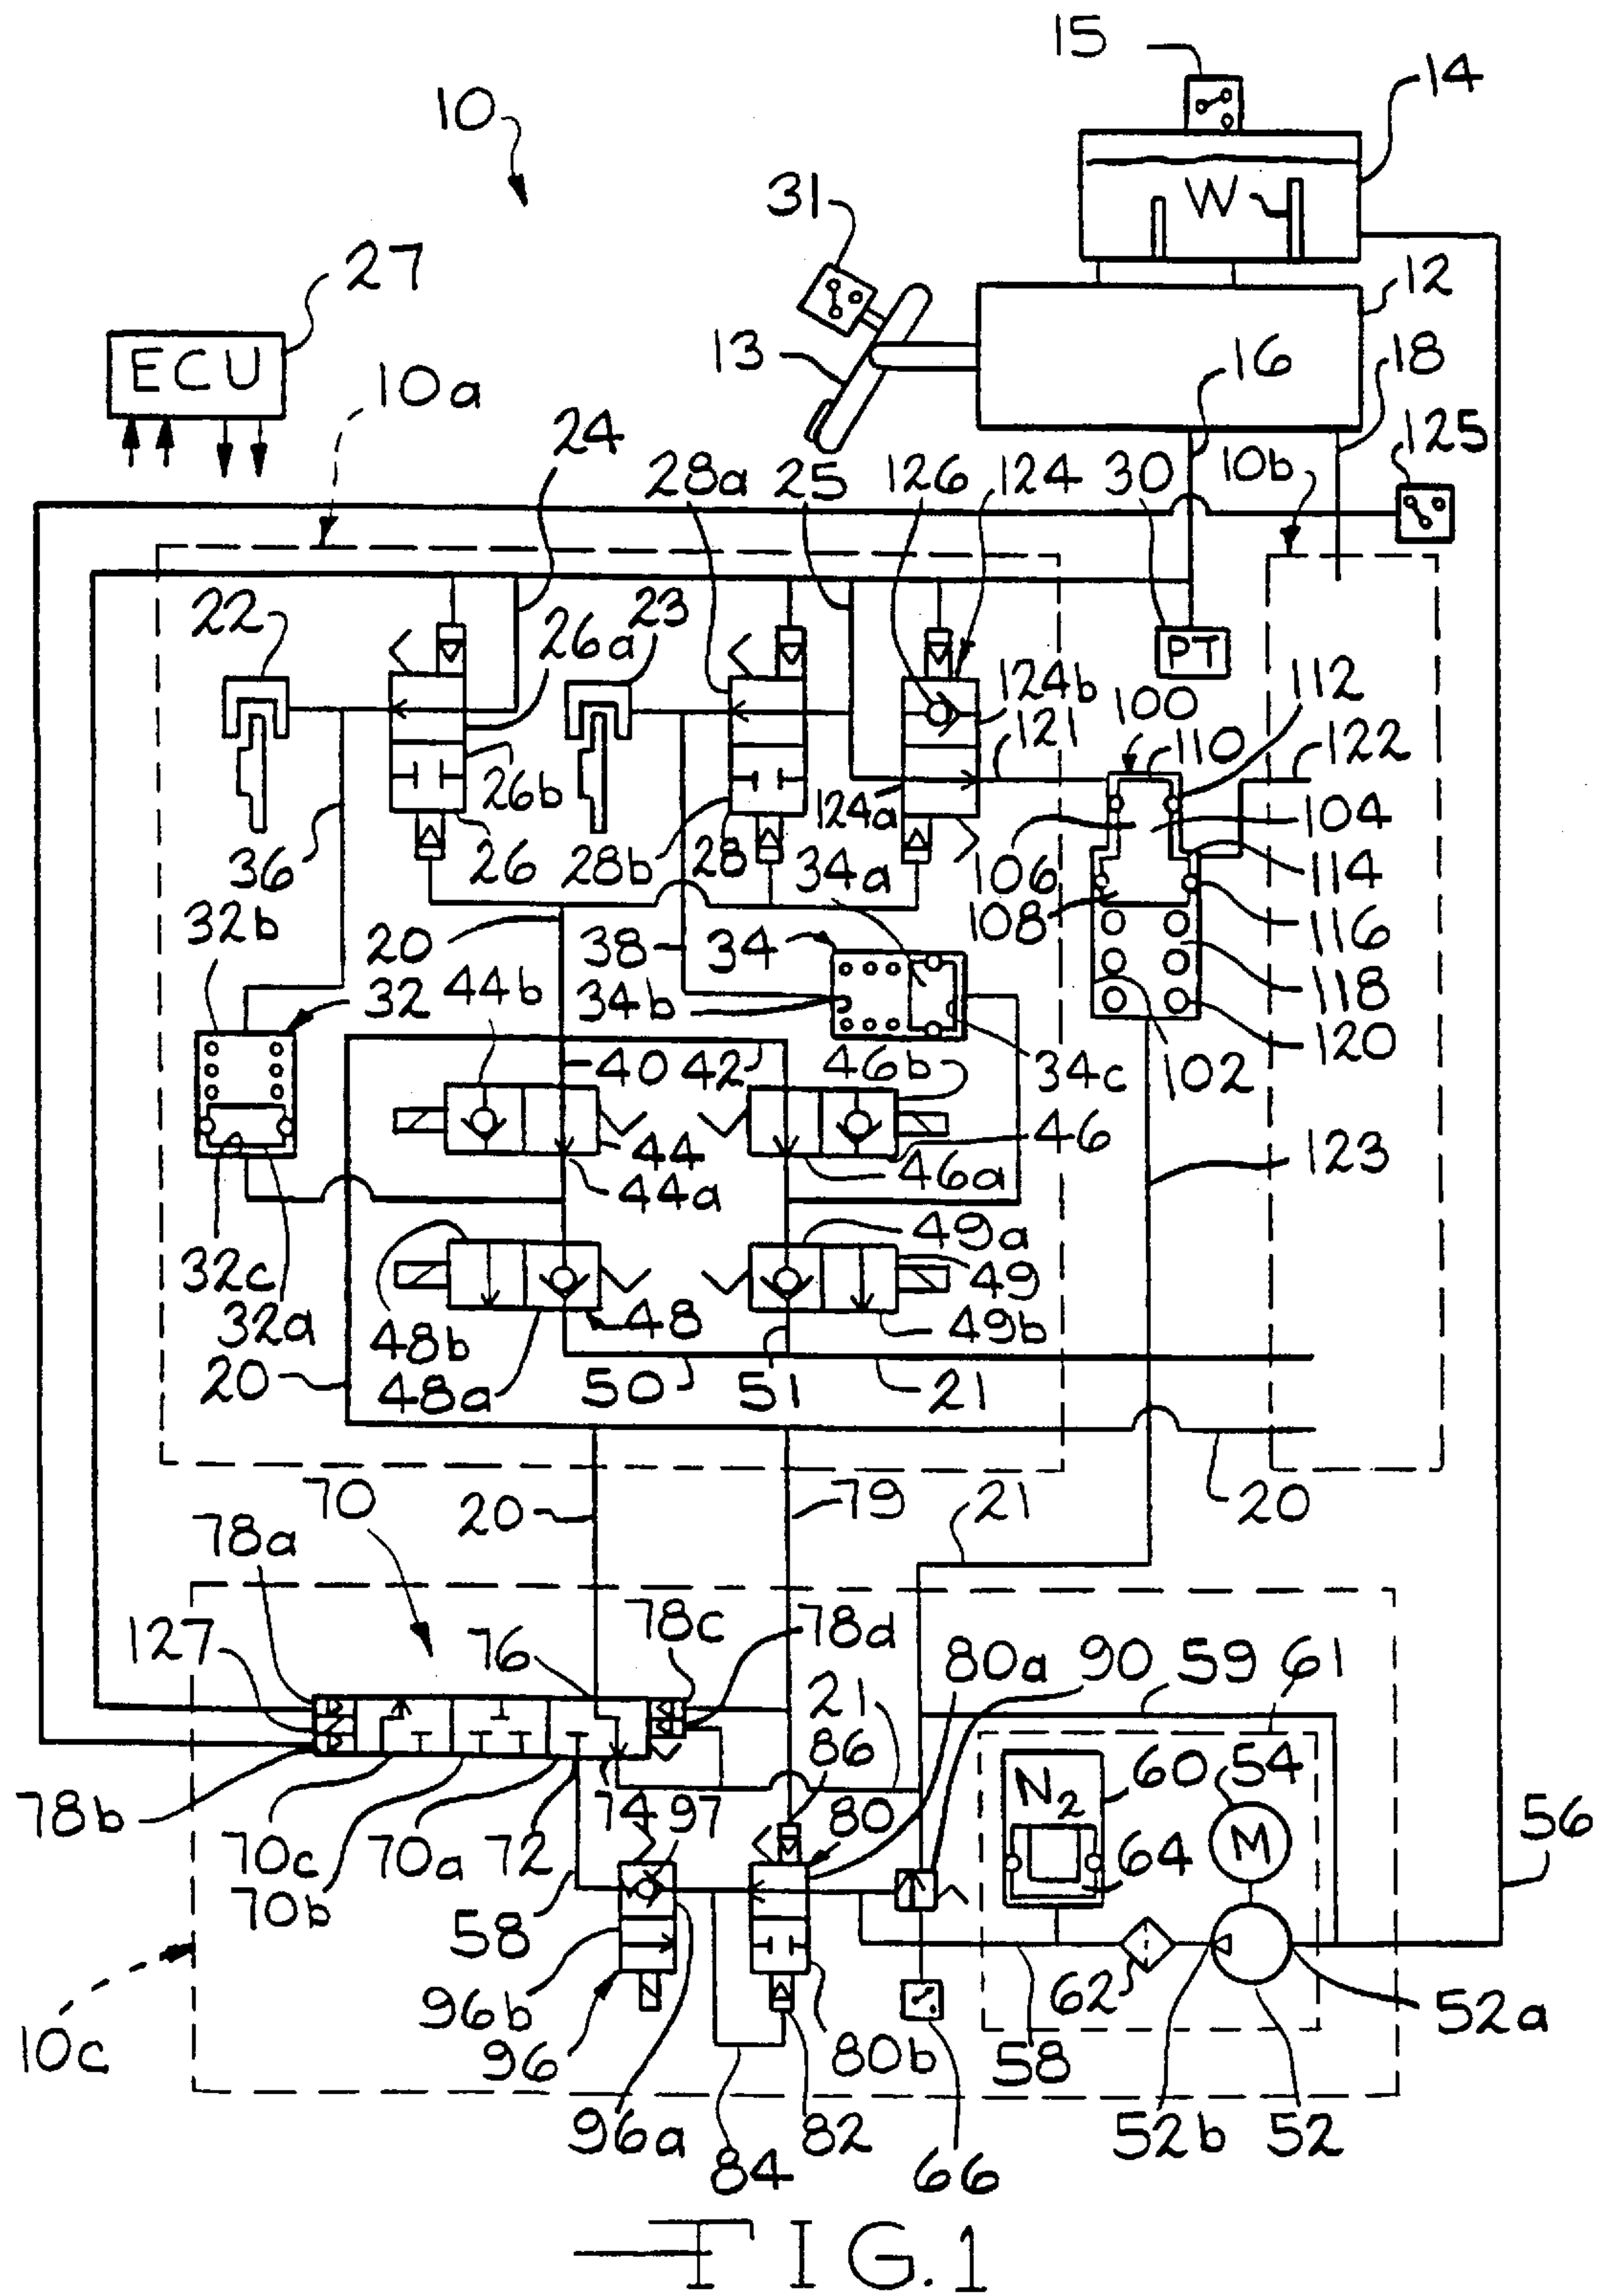 15
14
10
W
31
27
12
ECU
13
16
18
10a
125
24
28a 25 126 124 30 10b
22
23
26a
PT
124b
112
100
121
110
122
26b
124a
104
36
26
28b 28
34a
106
114
32b
108
20
38 34
116
32
44b
34b
118
40 42
46b
34c
102
120
44
46
44a
46a
123
32c
49a
49
32a
48
48b
49b
20
48a
50
51
21
70
20
79
21
20
78a
127
76
78c
78d
80a 90 59 61
21
86
N2
60 54
78b
74 97
80
M
56
70c
70a 72
64
70b
58
96b
62
52a
10c
96
80b
58
96a
82
52b 52
84
66
FIG. 1